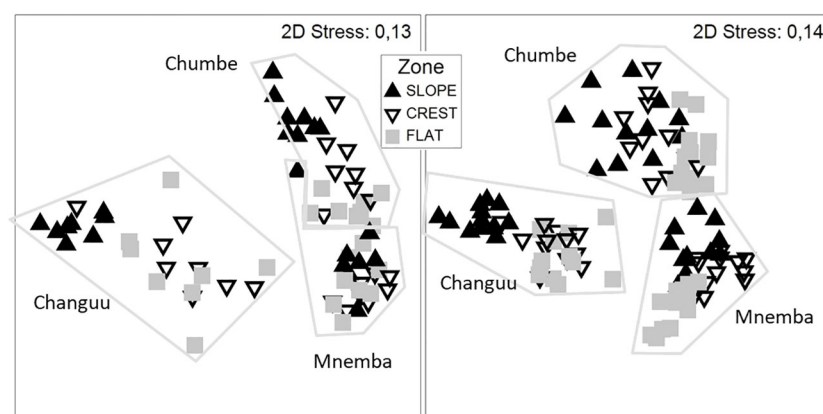 2D Stress: 0,13
Chumbe
Zone
SLOPE
CREST
FLAT
Changuu
Mnemba
2D Stress: 0,14
Chumbe
Changuu
Mnemba